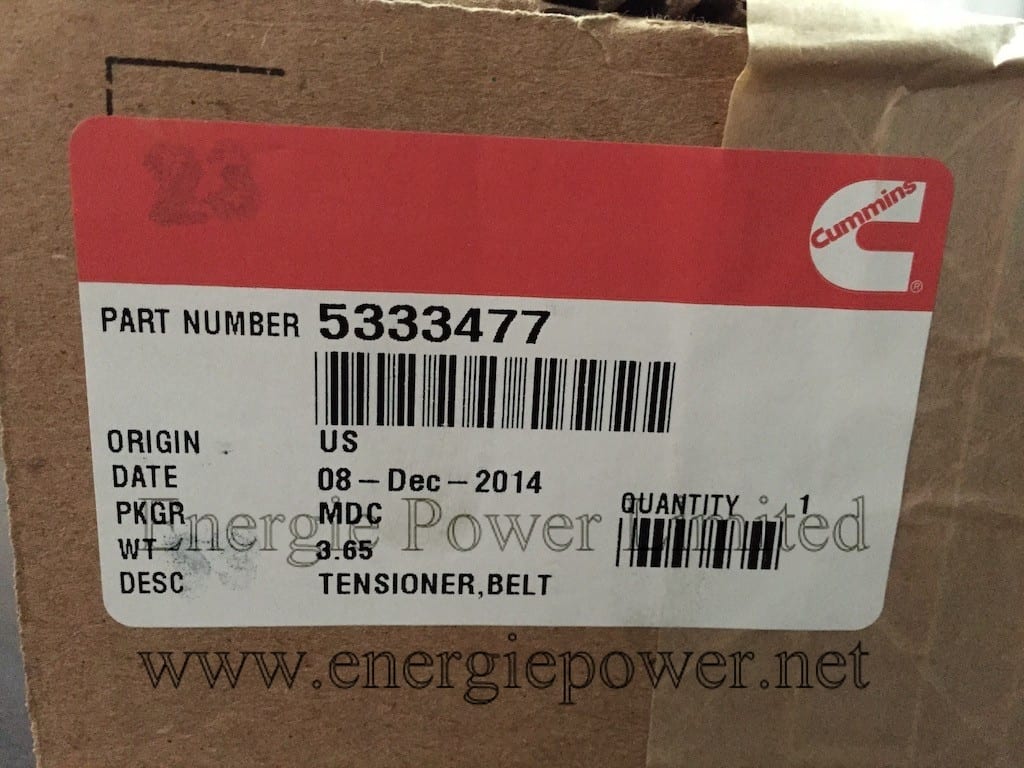 23
Cummins
®
PART NUMBER 5333477
ORIGIN US
DATE 08-Dec-2014
PKGR MDC
QUANTITY 1
WT 3.65
DESC TENSIONER,BELT
Energie Power Limited
www.energiepower.net